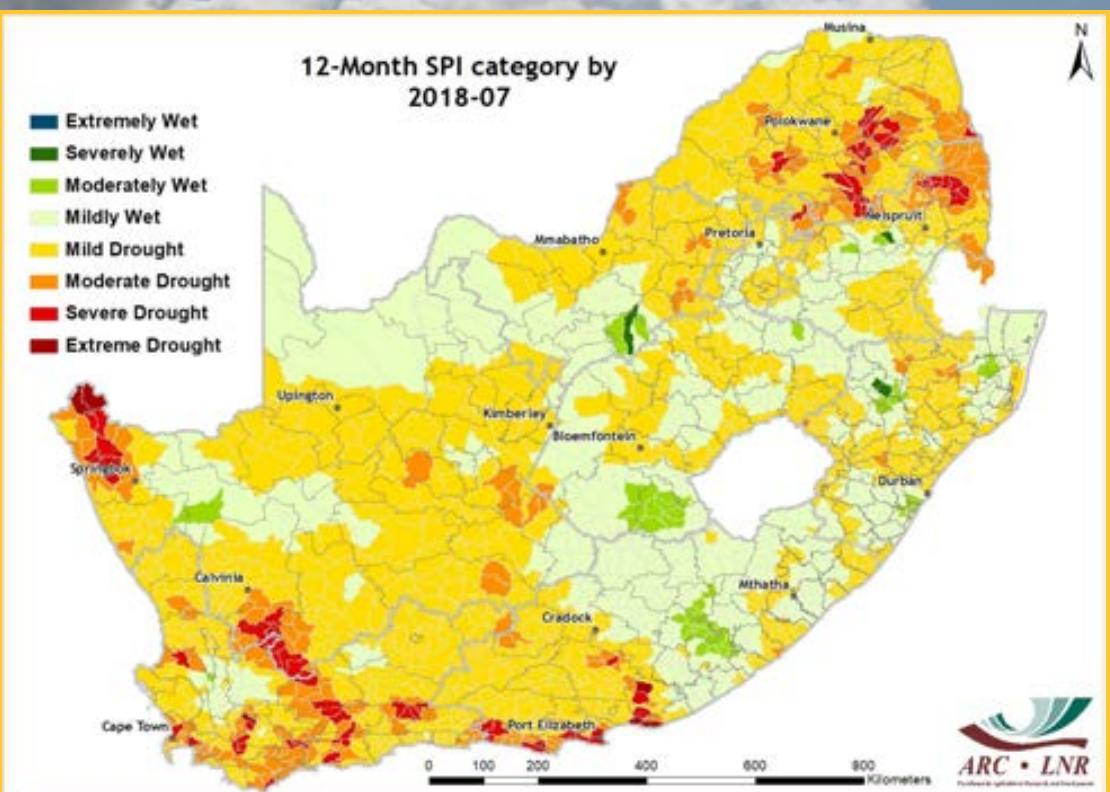 12-Month SPI category by
2018-07
N
Extremely Wet
Severely Wet
Moderately Wet
Mildly Wet
Mild Drought
Moderate Drought
Severe Drought
Extreme Drought
Musina
Polokwane
Nelspruit
Pretoria
Mmabatho
Upington
Kimberley
Bloemfontein
Springbok
Durban
Calvinia
Mthatha
Cradock
Cape Town
Port Elizabeth
0 100 200 400 600 800
Kilometers
ARC • LNR